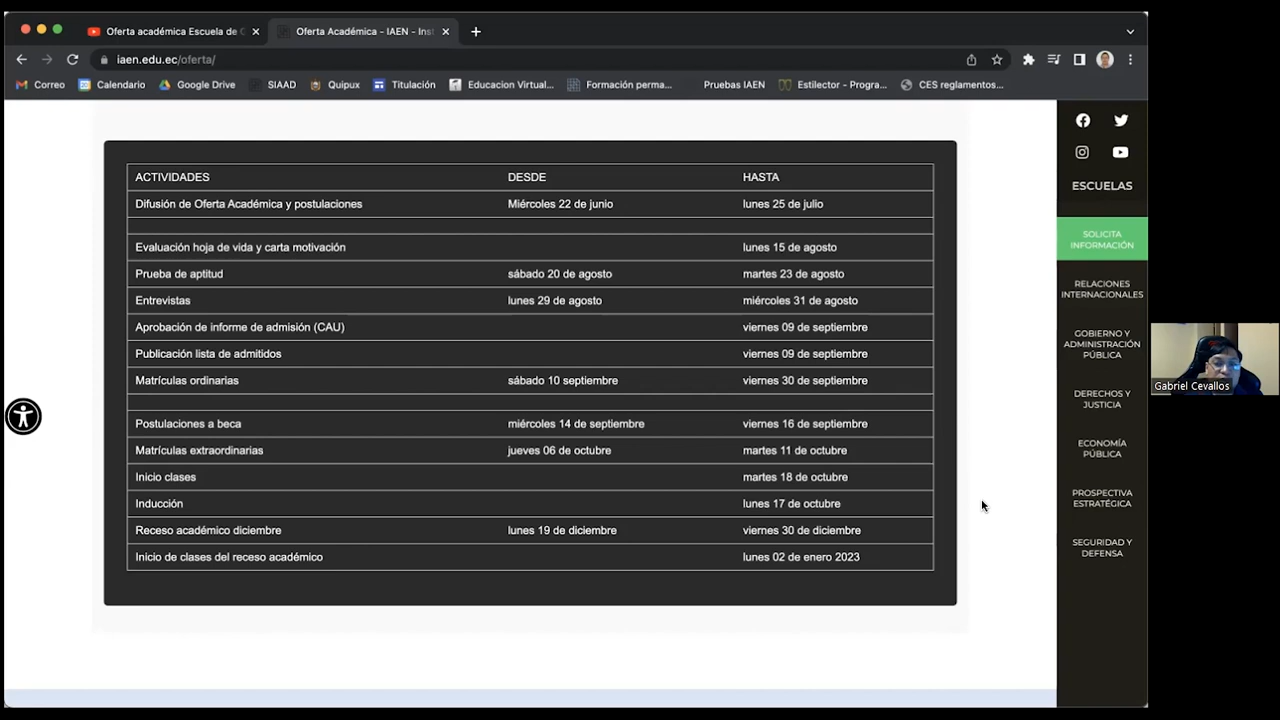 Oferta académica Escuela de C
Oferta Académica - IAEN - Inst
iaen.edu.ec/oferta/
Correo Calendario Google Drive SIAAD Quipux Titulación Educacion Virtual... Formación perma... Pruebas IAEN Estilector - Progra... CES reglamentos...
ACTIVIDADES DESDE HASTA
Difusión de Oferta Académica y postulaciones Miércoles 22 de junio lunes 25 de julio
Evaluación hoja de vida y carta motivación lunes 15 de agosto
Prueba de aptitud sábado 20 de agosto martes 23 de agosto
Entrevistas lunes 29 de agosto miércoles 31 de agosto
Aprobación de informe de admisión (CAU) viernes 09 de septiembre
Publicación lista de admitidos viernes 09 de septiembre
Matrículas ordinarias sábado 10 septiembre viernes 30 de septiembre
Postulaciones a beca miércoles 14 de septiembre viernes 16 de septiembre
Matrículas extraordinarias jueves 06 de octubre martes 11 de octubre
Inicio clases martes 18 de octubre
Inducción lunes 17 de octubre
Receso académico diciembre lunes 19 de diciembre viernes 30 de diciembre
Inicio de clases del receso académico lunes 02 de enero 2023
ESCUELAS
SOLICITA
INFORMACIÓN
RELACIONES
INTERNACIONALES
GOBIERNO Y
ADMINISTRACIÓN
PÚBLICA
DERECHOS Y
JUSTICIA
ECONOMÍA
PÚBLICA
PROSPECTIVA
ESTRATÉGICA
SEGURIDAD Y
DEFENSA
Gabriel Cevallos